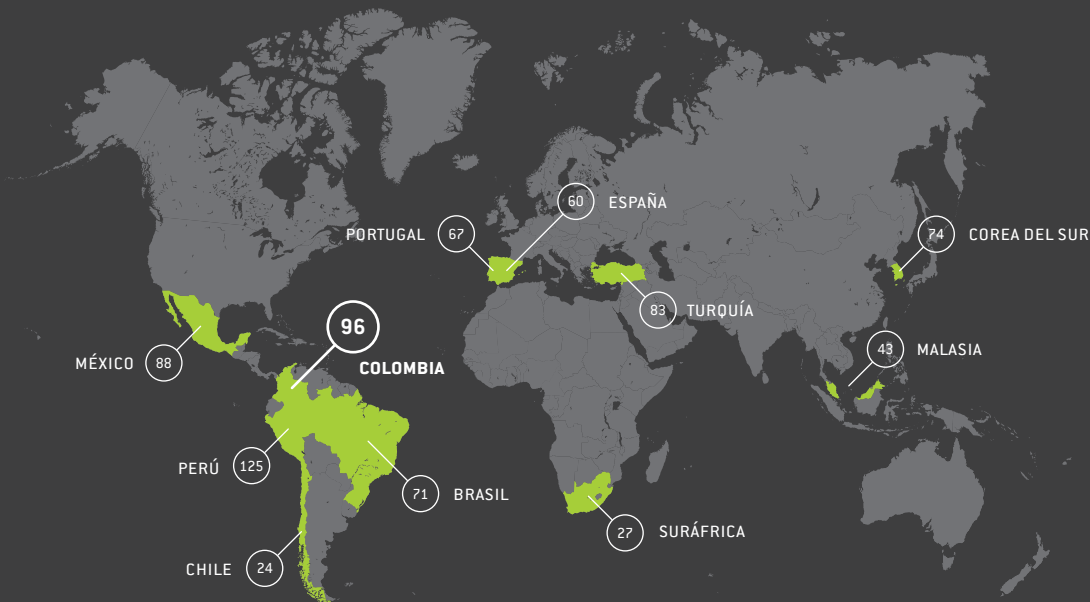 60 ESPAÑA
PORTUGAL 67
74 COREA DEL SUR
83 TURQUÍA
96
COLOMBIA
MÉXICO 88
43 MALASIA
PERÚ 125
71 BRASIL
27 SURÁFRICA
CHILE 24